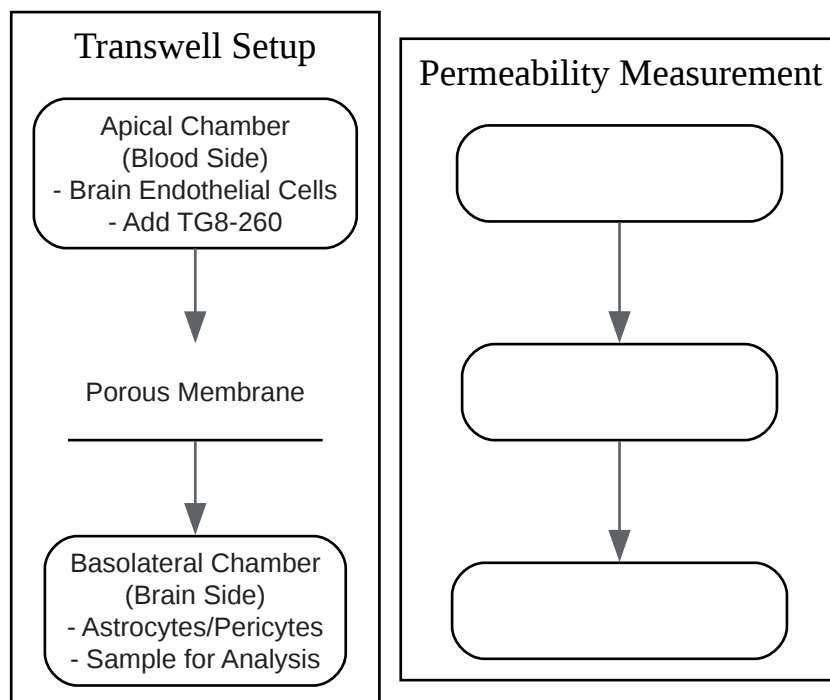 Transwell Setup
Apical Chamber
(Blood Side)
- Brain Endothelial Cells
- Add TG8-260
Porous Membrane
Basolateral Chamber
(Brain Side)
- Astrocytes/Pericytes
- Sample for Analysis
Permeability Measurement